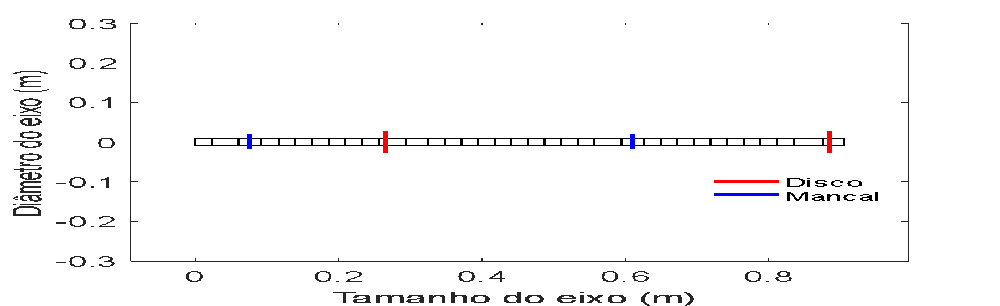 Diâmetro do eixo (m)
0.3
0.2
0.1
0
-0.1
-0.2
-0.3
Disco
Mancal
0 0.2 0.4 0.6 0.8
Tamanho do eixo (m)